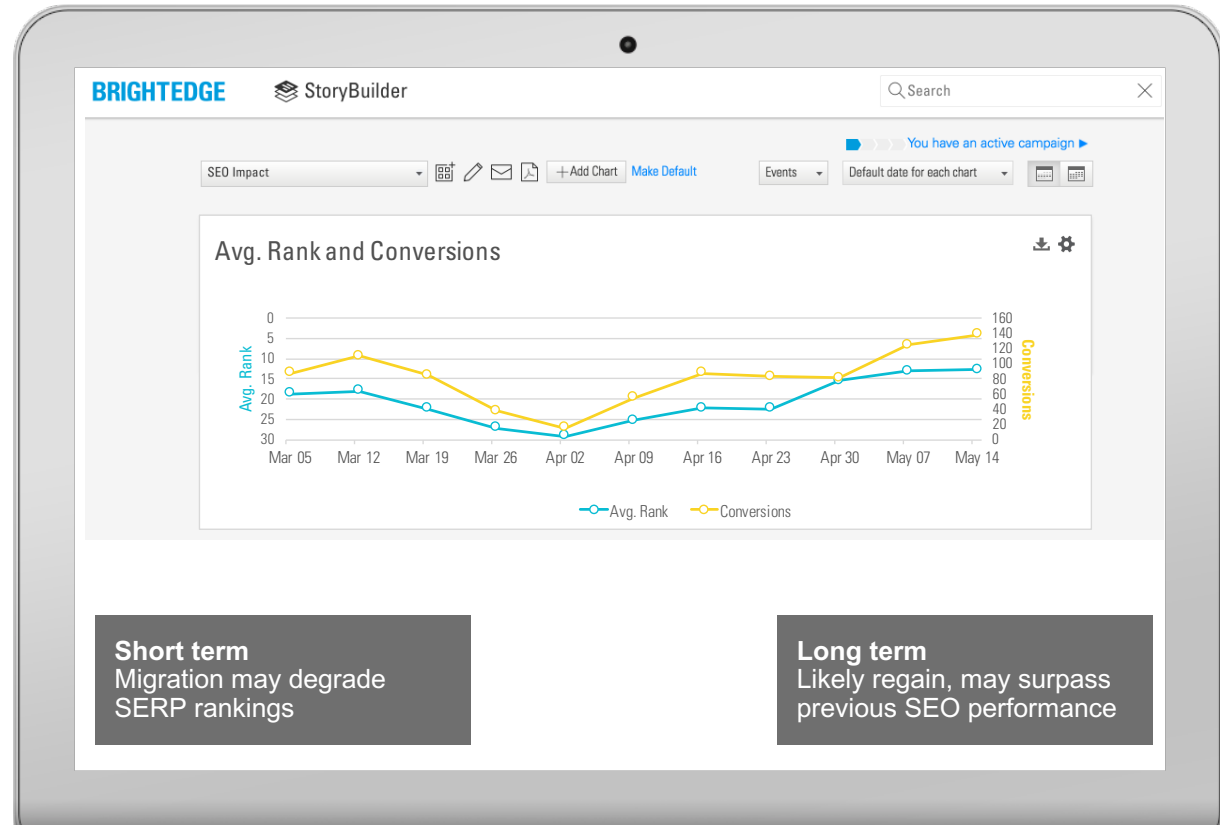 BRIGHTEDGE StoryBuilder Search
You have an active campaign
SEO Impact Add Chart Make Default Events Default date for each chart
Avg. Rank and Conversions
Avg. Rank
0
5
10
15
20
25
30
160
140
120
100
80
60
40
20
0
Conversions
Mar 05 Mar 12 Mar 19 Mar 26 Apr 02 Apr 09 Apr 16 Apr 23 Apr 30 May 07 May 14
Avg. Rank Conversions
Short term
Migration may degrade
SERP rankings
Long term
Likely regain, may surpass
previous SEO performance